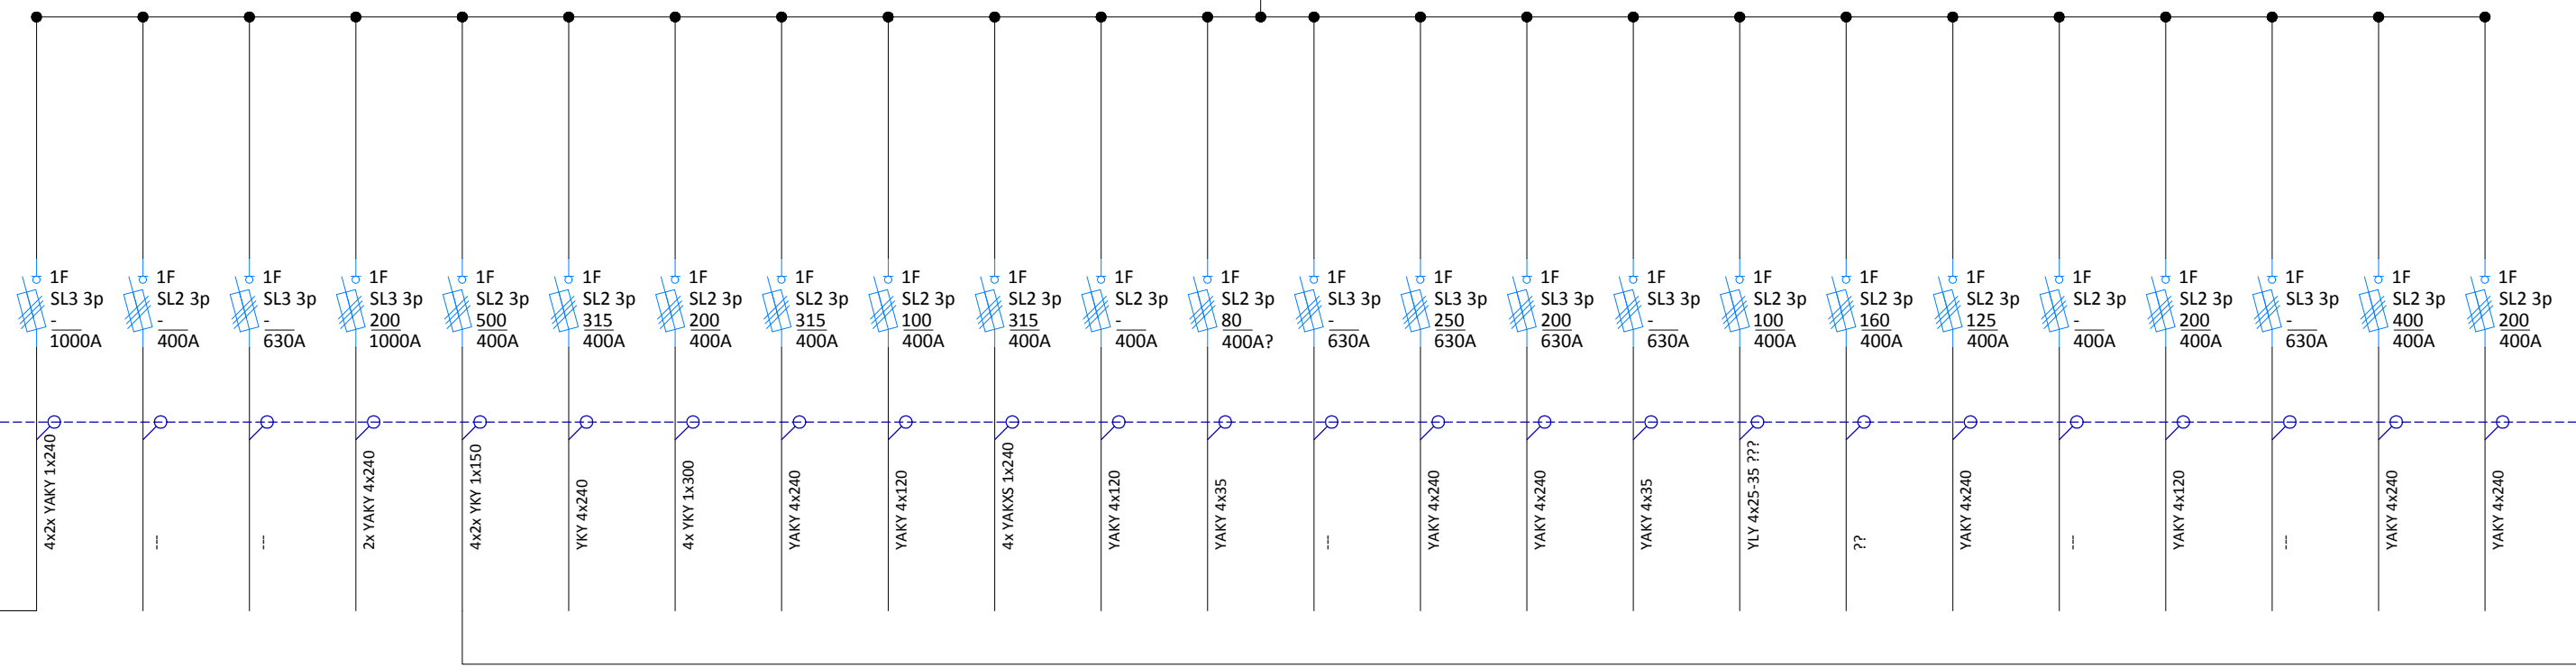 1F
SL3 3p
-
1000A
4x2x YAKY 1x240
1F
SL2 3p
-
400A
---
1F
SL3 3p
-
630A
---
1F
SL3 3p
200
1000A
2x YAKY 4x240
1F
SL2 3p
500
400A
4x2x YKY 1x150
1F
SL2 3p
315
400A
YKY 4x240
1F
SL2 3p
200
400A
4x YKY 1x300
1F
SL2 3p
315
400A
YAKY 4x240
1F
SL2 3p
100
400A
YAKY 4x120
1F
SL2 3p
315
400A
4x YAKXS 1x240
1F
SL2 3p
-
400A
YAKY 4x120
1F
SL2 3p
80
400A?
YAKY 4x35
1F
SL3 3p
-
630A
---
1F
SL3 3p
250
630A
YAKY 4x240
1F
SL3 3p
200
630A
YAKY 4x240
1F
SL3 3p
-
630A
YAKY 4x35
1F
SL2 3p
100
400A
YLY 4x25-35 ???
1F
SL2 3p
160
400A
??
1F
SL2 3p
125
400A
YAKY 4x240
1F
SL2 3p
-
400A
---
1F
SL2 3p
200
400A
YAKY 4x120
1F
SL3 3p
-
630A
---
1F
SL2 3p
400
400A
YAKY 4x240
1F
SL2 3p
200
400A
YAKY 4x240